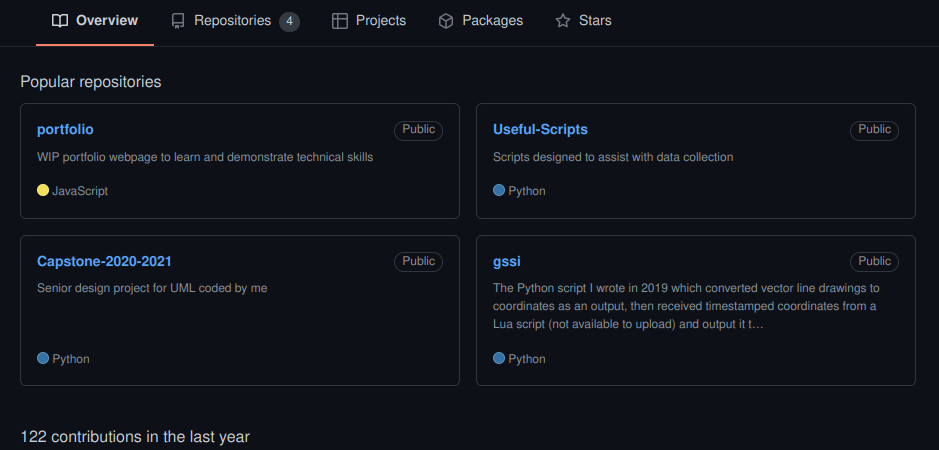 Overview Repositories 4 Projects Packages Stars
Popular repositories
portfolio Public
WIP portfolio webpage to learn and demonstrate technical skills
JavaScript
Useful-Scripts Public
Scripts designed to assist with data collection
Python
Capstone-2020-2021 Public
Senior design project for UML coded by me
Python
gssi Public
The Python script I wrote in 2019 which converted vector line drawings to
coordinates as an output, then received timestamped coordinates from a
Lua script (not available to upload) and output it t…
Python
122 contributions in the last year